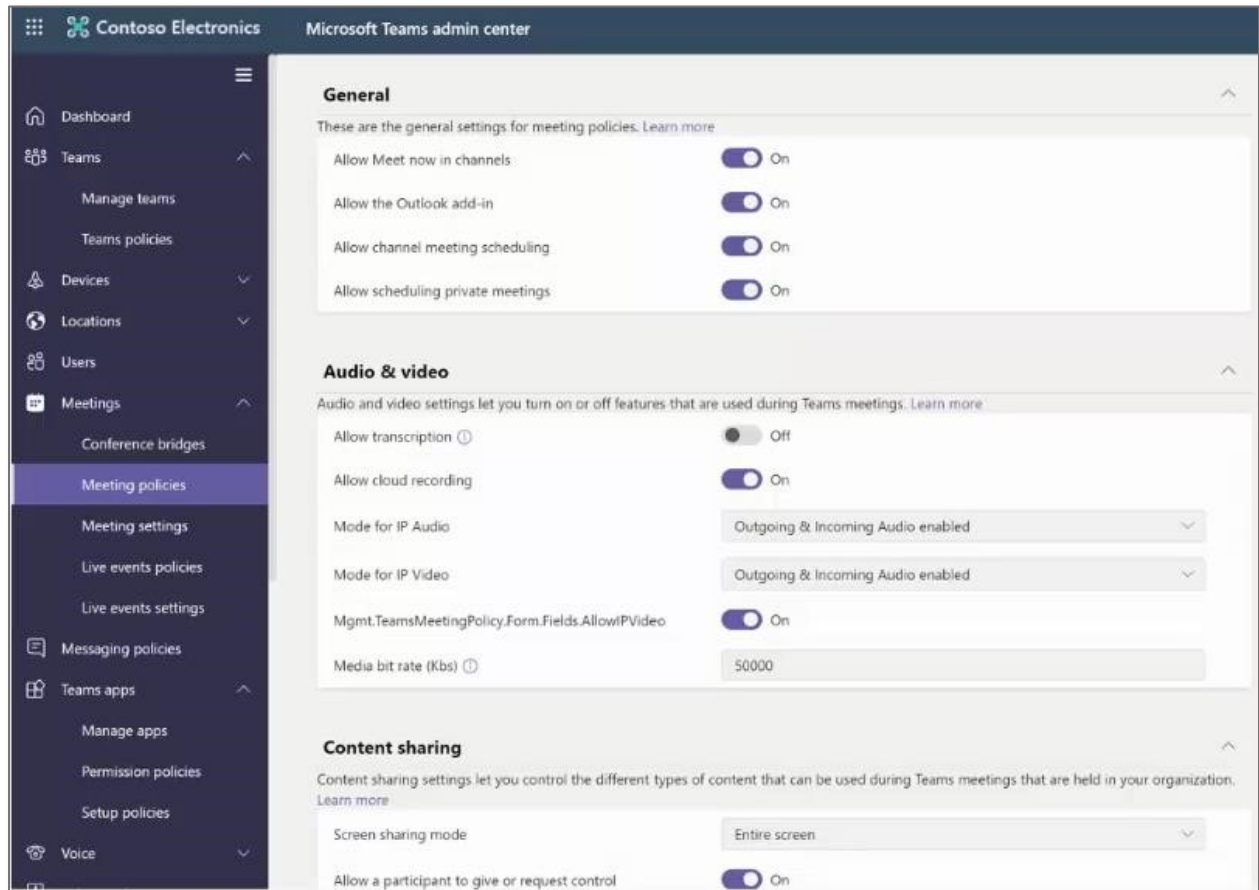 Contoso Electronics
Microsoft Teams admin center
Dashboard
Teams
Manage teams
Teams policies
Devices
Locations
Users
Meetings
Conference bridges
Meeting policies
Meeting settings
Live events policies
Live events settings
Messaging policies
Teams apps
Manage apps
Permission policies
Setup policies
Voice
General
These are the general settings for meeting policies. Learn more
Allow Meet now in channels On
Allow the Outlook add-in On
Allow channel meeting scheduling On
Allow scheduling private meetings On
Audio & video
Audio and video settings let you turn on or off features that are used during Teams meetings. Learn more
Allow transcription Off
Allow cloud recording On
Mode for IP Audio Outgoing & Incoming Audio enabled
Mode for IP Video Outgoing & Incoming Audio enabled
Mgmt.TeamsMeetingPolicy.Form.Fields.AllowIPVideo On
Media bit rate (Kbs) 50000
Content sharing
Content sharing settings let you control the different types of content that can be used during Teams meetings that are held in your organization.
Learn more
Screen sharing mode Entire screen
Allow a participant to give or request control On